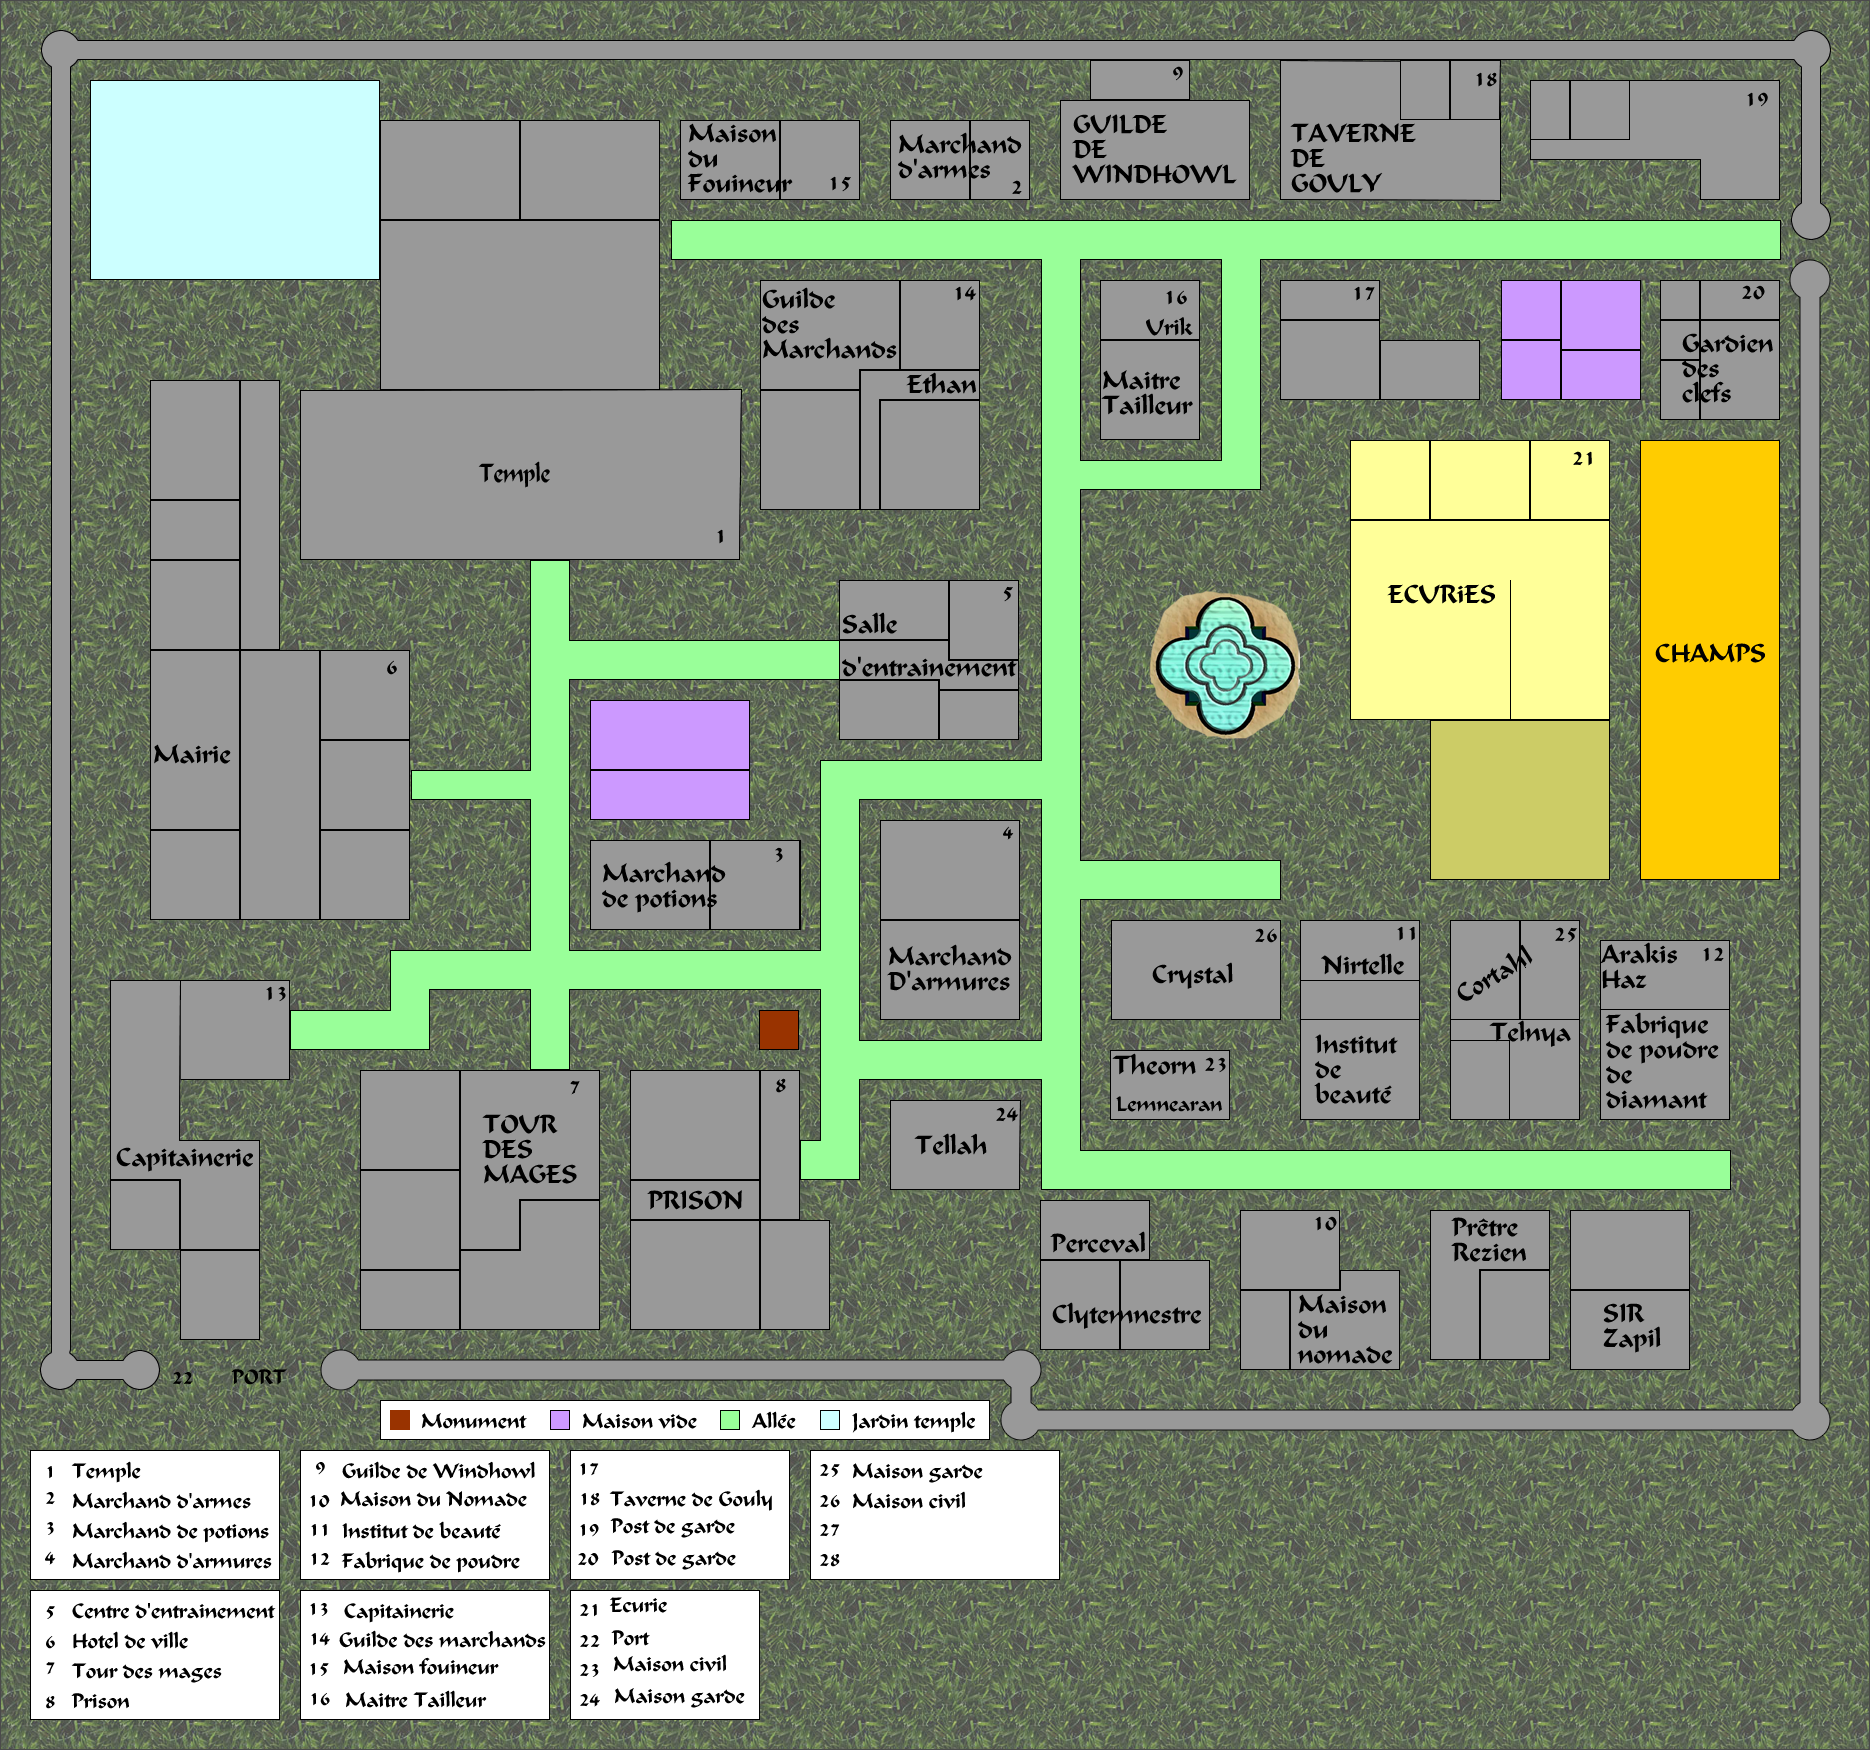 9
18
19
Maison
du
Fouineur 15
Marchand
d'armes
2
GUILDE
DE
WINDHOWL
TAVERNE
DE
GOULY
Guilde
des
Marchands
14
Ethan
16
Urik
Maitre
Tailleur
17
20
Gardien
des
clefs
Temple
1
21
ECURiES
CHAMPS
5
Salle
d'entrainement
6
Mairie
3
Marchand
de potions
4
Marchand
D'armures
26
Crystal
11
Nirtelle
Institut
de
beauté
25
Cortahl
Telnya
Arakis 12
Haz
Fabrique
de poudre
de
diamant
13
Capitainerie
7
TOUR
DES
MAGES
8
PRISON
24
Tellah
Theorn 23
Lemnearan
Perceval
Clytemnestre
10
Maison
du
nomade
Prêtre
Rezien
SIR
Zapil
22 PORT
Monument Maison vide Allée Jardin temple
1 Temple
2 Marchand d'armes
3 Marchand de potions
4 Marchand d'armures
5 Centre d'entrainement
6 Hotel de ville
7 Tour des mages
8 Prison
9 Guilde de Windhowl
10 Maison du Nomade
11 Institut de beauté
12 Fabrique de poudre
13 Capitainerie
14 Guilde des marchands
15 Maison fouineur
16 Maitre Tailleur
17
18 Taverne de Gouly
19 Post de garde
20 Post de garde
21 Ecurie
22 Port
23 Maison civil
24 Maison garde
25 Maison garde
26 Maison civil
27
28